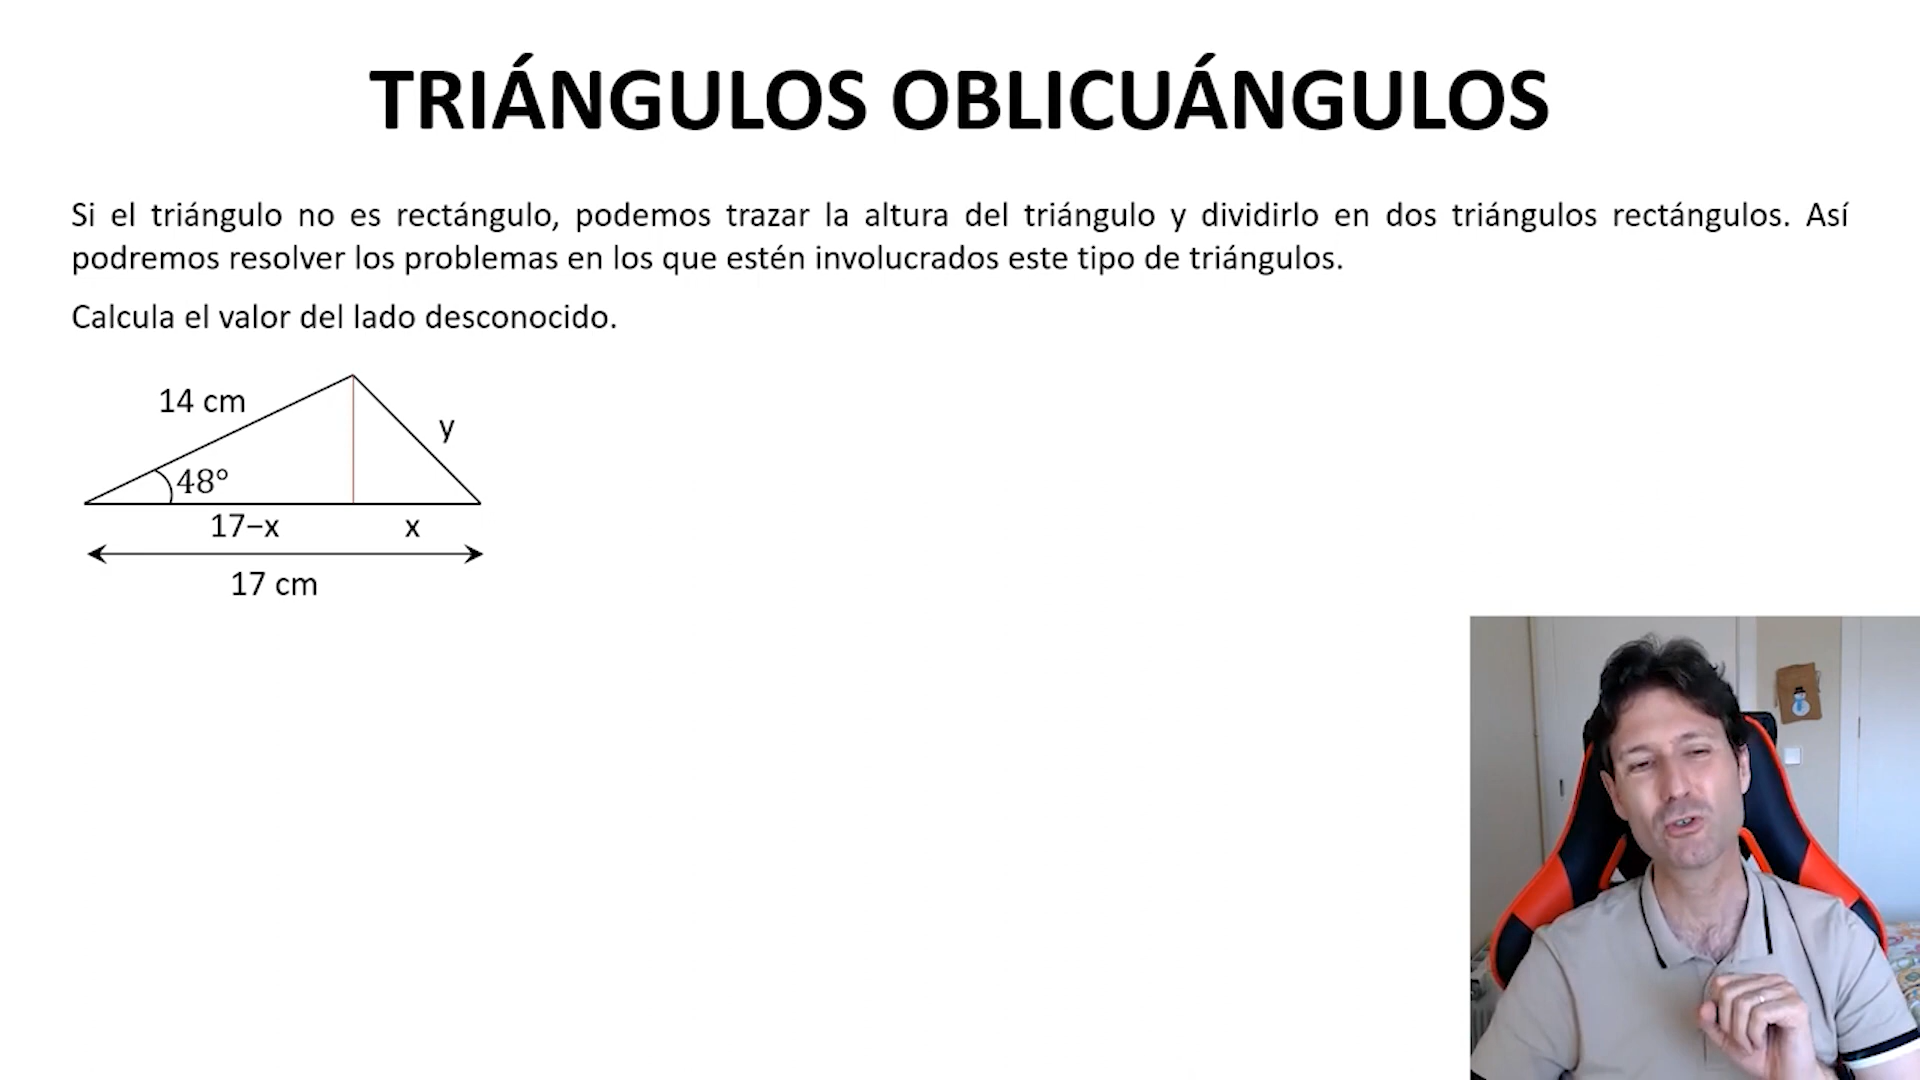 TRIÁNGULOS OBLICUÁNGULOS
Si el triángulo no es rectángulo, podemos trazar la altura del triángulo y dividirlo en dos triángulos rectángulos. Así
podremos resolver los problemas en los que estén involucrados este tipo de triángulos.
Calcula el valor del lado desconocido.
14 cm
y
48°
17−x
x
17 cm